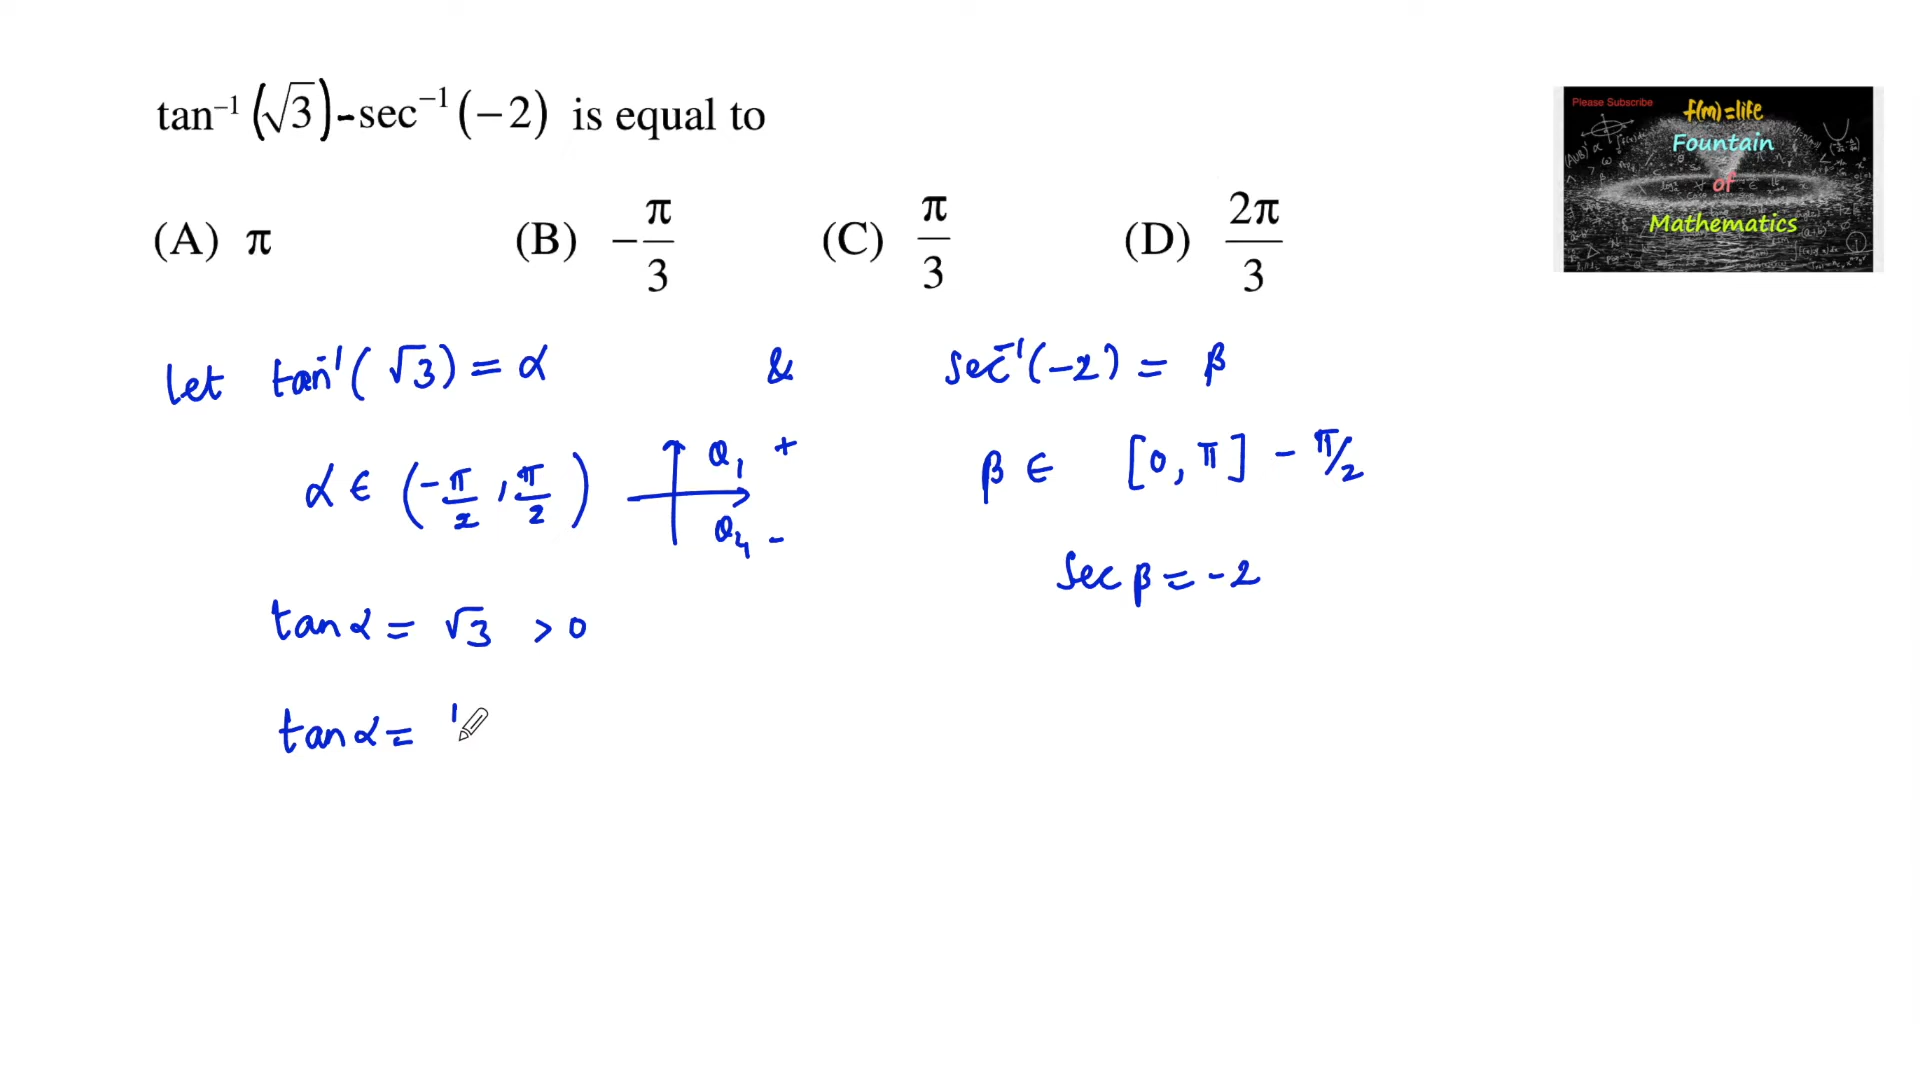 tan⁻¹(√3)-sec⁻¹(−2) is equal to
Please Subscribe
f(m)=life
Fountain
of
Mathematics
(A) π (B) −π/3 (C) π/3 (D) 2π/3
let tan⁻¹(√3) = α & sec⁻¹(-2) = β
α ∈ (-π/2, π/2) Q₁ + Q₄ - β ∈ [0, π] - π/2
sec β = -2
tan α = √3 > 0
tan α =